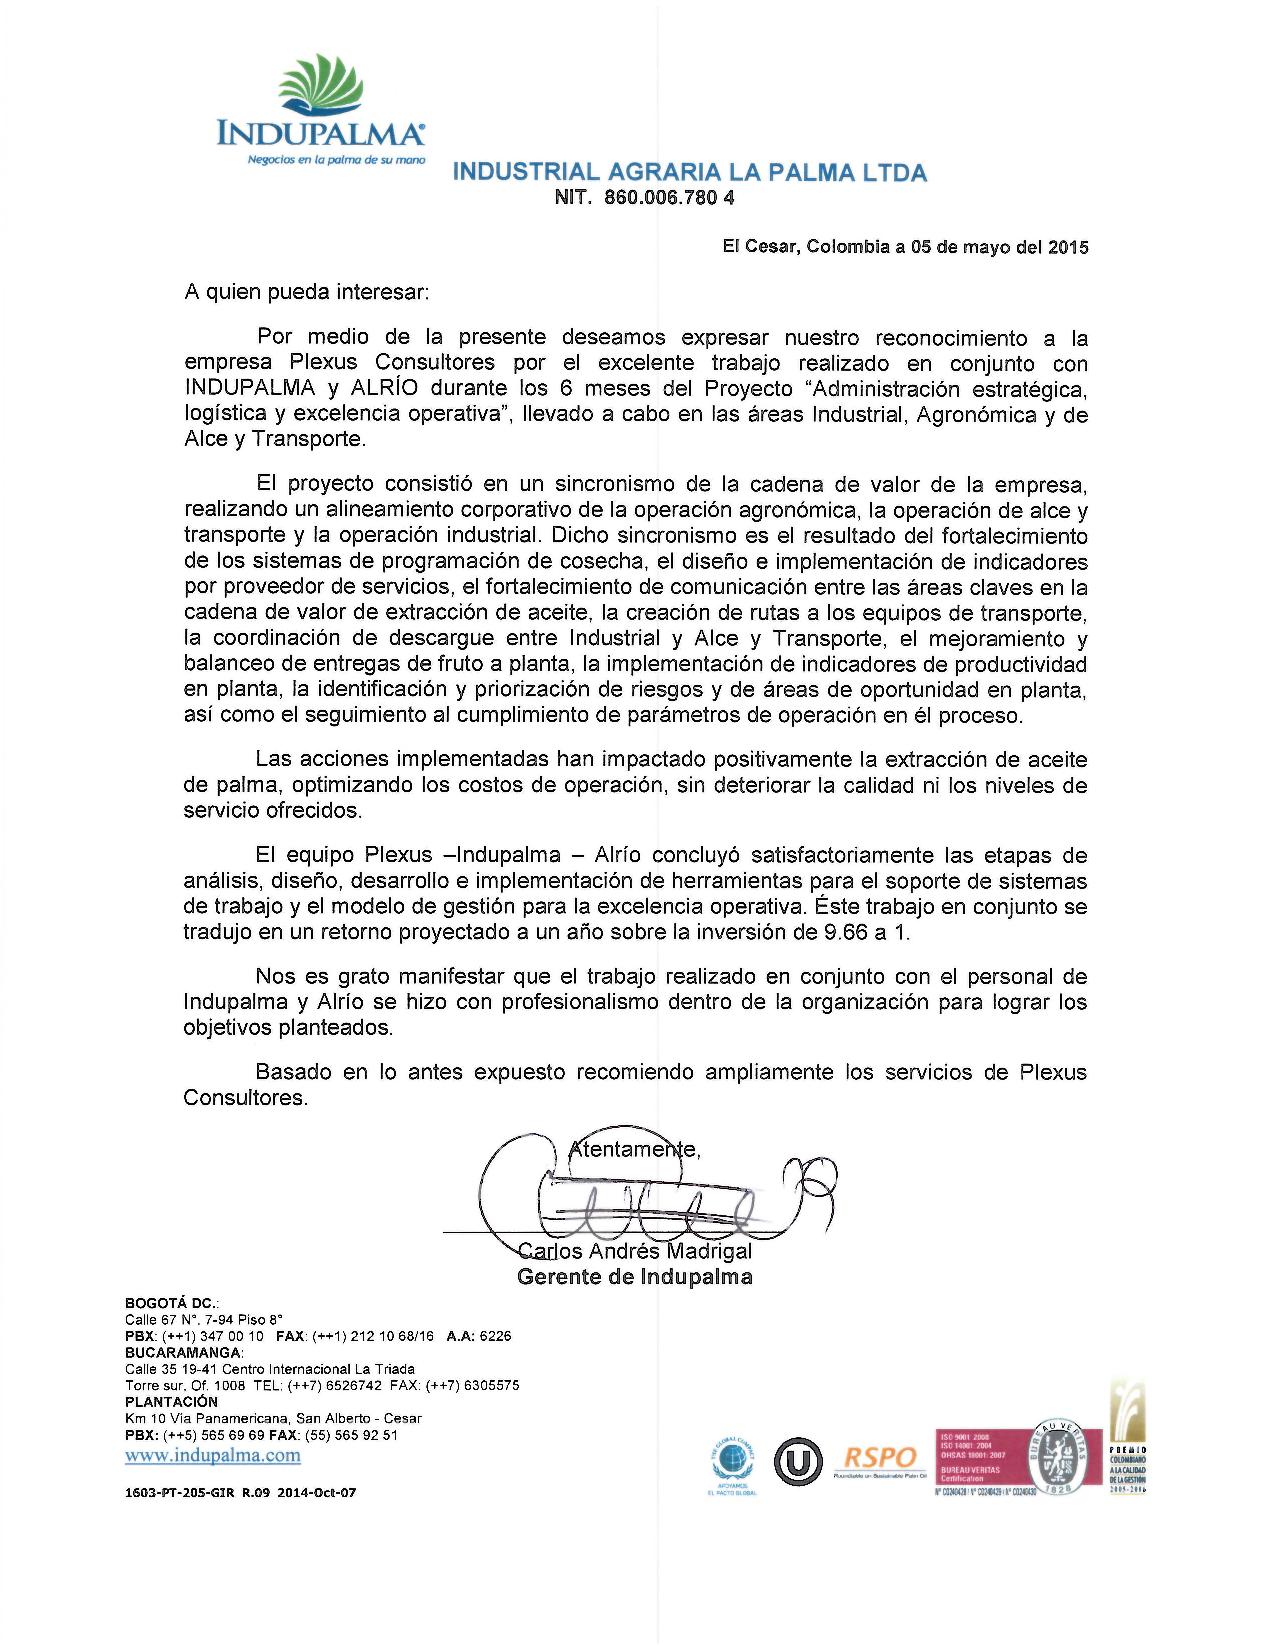 INDUPALMA®
Negocios en la palma de su mano
INDUSTRIAL AGRARIA LA PALMA LTDA
NIT. 860.006.780 4
El Cesar, Colombia a 05 de mayo del 2015
A quien pueda interesar:
Por medio de la presente deseamos expresar nuestro reconocimiento a la
empresa Plexus Consultores por el excelente trabajo realizado en conjunto con
INDUPALMA y ALRÍO durante los 6 meses del Proyecto “Administración estratégica,
logística y excelencia operativa”, llevado a cabo en las áreas Industrial, Agronómica y de
Alce y Transporte.
El proyecto consistió en un sincronismo de la cadena de valor de la empresa,
realizando un alineamiento corporativo de la operación agronómica, la operación de alce y
transporte y la operación industrial. Dicho sincronismo es el resultado del fortalecimiento
de los sistemas de programación de cosecha, el diseño e implementación de indicadores
por proveedor de servicios, el fortalecimiento de comunicación entre las áreas claves en la
cadena de valor de extracción de aceite, la creación de rutas a los equipos de transporte,
la coordinación de descargue entre Industrial y Alce y Transporte, el mejoramiento y
balanceo de entregas de fruto a planta, la implementación de indicadores de productividad
en planta, la identificación y priorización de riesgos y de áreas de oportunidad en planta,
así como el seguimiento al cumplimiento de parámetros de operación en él proceso.
Las acciones implementadas han impactado positivamente la extracción de aceite
de palma, optimizando los costos de operación, sin deteriorar la calidad ni los niveles de
servicio ofrecidos.
El equipo Plexus –Indupalma – Alrío concluyó satisfactoriamente las etapas de
análisis, diseño, desarrollo e implementación de herramientas para el soporte de sistemas
de trabajo y el modelo de gestión para la excelencia operativa. Éste trabajo en conjunto se
tradujo en un retorno proyectado a un año sobre la inversión de 9.66 a 1.
Nos es grato manifestar que el trabajo realizado en conjunto con el personal de
Indupalma y Alrío se hizo con profesionalismo dentro de la organización para lograr los
objetivos planteados.
Basado en lo antes expuesto recomiendo ampliamente los servicios de Plexus
Consultores.
Atentamente,
Carlos Andrés Madrigal
Gerente de Indupalma
BOGOTÁ DC.:
Calle 67 N°. 7-94 Piso 8°
PBX: (++1) 347 00 10 FAX: (++1) 212 10 68/16 A.A: 6226
BUCARAMANGA:
Calle 35 19-41 Centro Internacional La Triada
Torre sur. Of. 1008 TEL: (++7) 6526742 FAX: (++7) 6305575
PLANTACIÓN
Km 10 Vía Panamericana, San Alberto - Cesar
PBX: (++5) 565 69 69 FAX: (55) 565 92 51
www.indupalma.com
1603-PT-205-GIR R.09 2014-Oct-07
THE GLOBAL COMPACT
APOYAMOS
EL PACTO GLOBAL
U
RSPO
Roundtable on Sustainable Palm Oil
ISO 9001 2008
ISO 14001 2004
OHSAS 18001 2007
BUREAU VERITAS
Certification
N° CO240428 / N° CO240429 / N° CO240430
BUREAU VERITAS
1828
PREMIO
COLOMBIANO
A LA CALIDAD
DE LA GESTIÓN
2005-2006